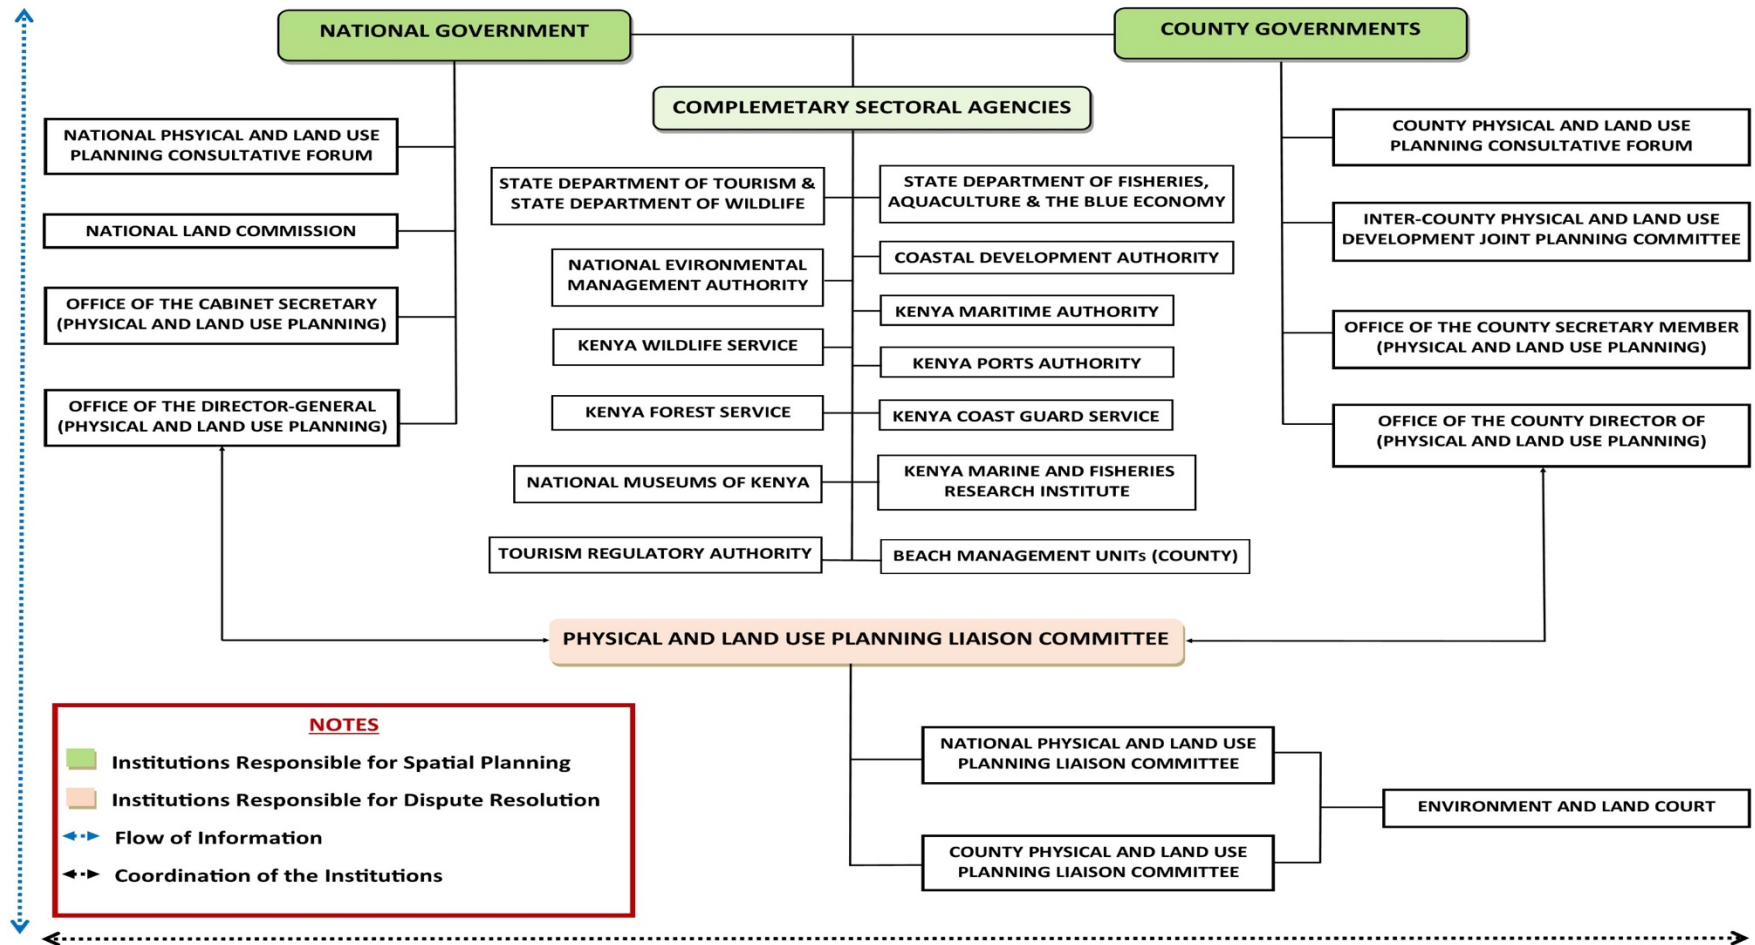 NATIONAL GOVERNMENT
COUNTY GOVERNMENTS
COMPLEMETARY SECTORAL AGENCIES
NATIONAL PHSYICAL AND LAND USE
PLANNING CONSULTATIVE FORUM
NATIONAL LAND COMMISSION
OFFICE OF THE CABINET SECRETARY
(PHYSICAL AND LAND USE PLANNING)
OFFICE OF THE DIRECTOR-GENERAL
(PHYSICAL AND LAND USE PLANNING)
STATE DEPARTMENT OF TOURISM &
STATE DEPARTMENT OF WILDLIFE
NATIONAL EVIRONMENTAL
MANAGEMENT AUTHORITY
KENYA WILDLIFE SERVICE
KENYA FOREST SERVICE
NATIONAL MUSEUMS OF KENYA
TOURISM REGULATORY AUTHORITY
STATE DEPARTMENT OF FISHERIES,
AQUACULTURE & THE BLUE ECONOMY
COASTAL DEVELOPMENT AUTHORITY
KENYA MARITIME AUTHORITY
KENYA PORTS AUTHORITY
KENYA COAST GUARD SERVICE
KENYA MARINE AND FISHERIES
RESEARCH INSTITUTE
BEACH MANAGEMENT UNITs (COUNTY)
COUNTY PHYSICAL AND LAND USE
PLANNING CONSULTATIVE FORUM
INTER-COUNTY PHYSICAL AND LAND USE
DEVELOPMENT JOINT PLANNING COMMITTEE
OFFICE OF THE COUNTY SECRETARY MEMBER
(PHYSICAL AND LAND USE PLANNING)
OFFICE OF THE COUNTY DIRECTOR OF
(PHYSICAL AND LAND USE PLANNING)
PHYSICAL AND LAND USE PLANNING LIAISON COMMITTEE
NATIONAL PHYSICAL AND LAND USE
PLANNING LIAISON COMMITTEE
COUNTY PHYSICAL AND LAND USE
PLANNING LIAISON COMMITTEE
ENVIRONMENT AND LAND COURT
NOTES
Institutions Responsible for Spatial Planning
Institutions Responsible for Dispute Resolution
Flow of Information
Coordination of the Institutions